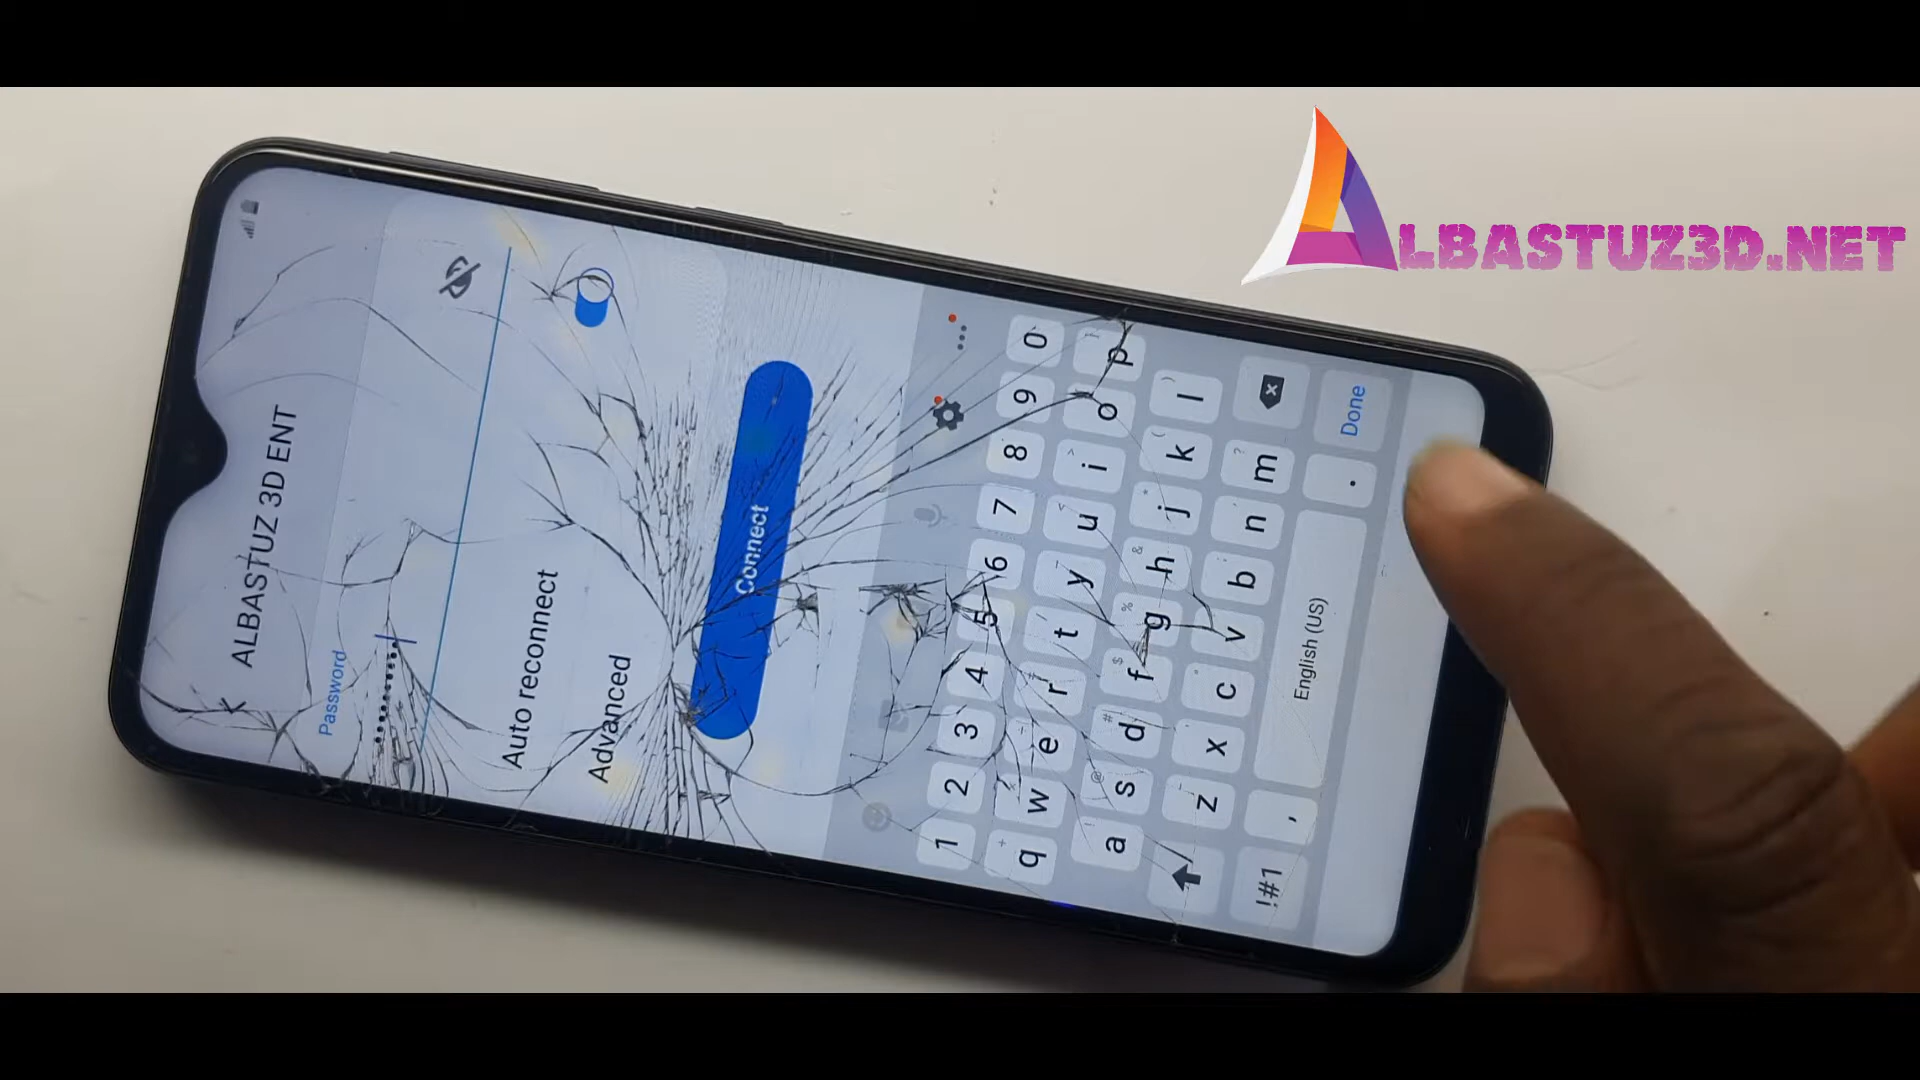 ALBASTUZ3D.NET
ALBASTUZ 3D ENT
Password
Auto reconnect
Advanced
Connect
1 2 3 4 5 6 7 8 9 0
q w e r t y u i o p
a s d f g h j k l
z x c v b n m
!#1 , English (US) . Done